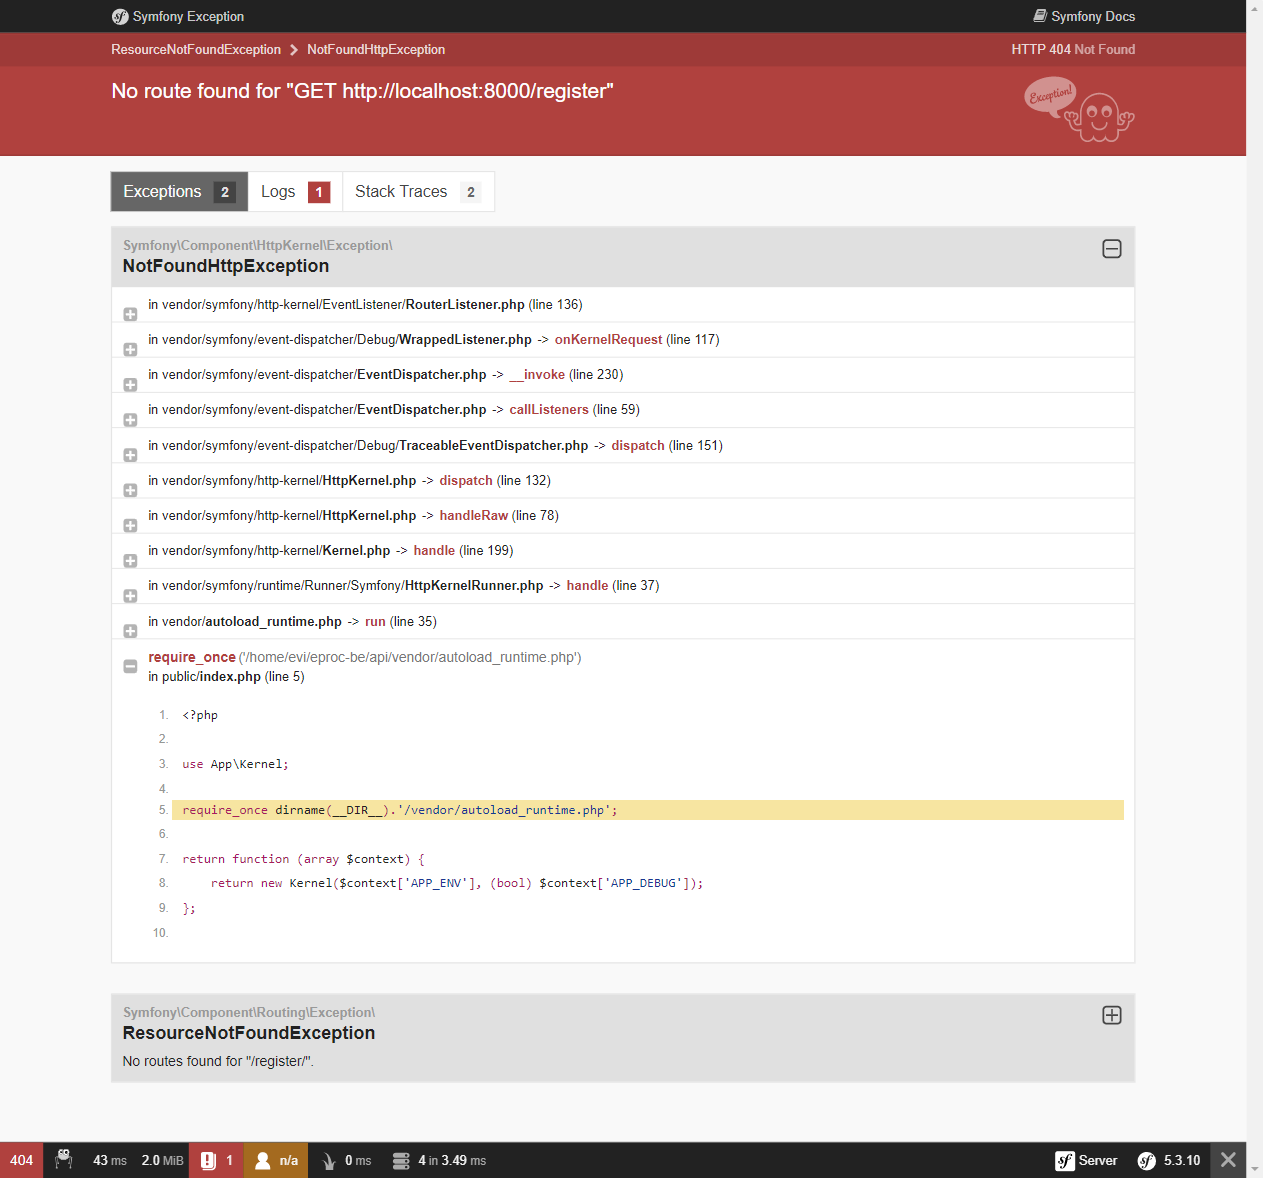 Symfony Exception
Symfony Docs
ResourceNotFoundException > NotFoundHttpException
HTTP 404 Not Found
No route found for "GET http://localhost:8000/register"
Exception!
Exceptions 2 Logs 1 Stack Traces 2
Symfony\Component\HttpKernel\Exception\
NotFoundHttpException
in vendor/symfony/http-kernel/EventListener/RouterListener.php (line 136)
in vendor/symfony/event-dispatcher/Debug/WrappedListener.php -> onKernelRequest (line 117)
in vendor/symfony/event-dispatcher/EventDispatcher.php -> __invoke (line 230)
in vendor/symfony/event-dispatcher/EventDispatcher.php -> callListeners (line 59)
in vendor/symfony/event-dispatcher/Debug/TraceableEventDispatcher.php -> dispatch (line 151)
in vendor/symfony/http-kernel/HttpKernel.php -> dispatch (line 132)
in vendor/symfony/http-kernel/HttpKernel.php -> handleRaw (line 78)
in vendor/symfony/http-kernel/Kernel.php -> handle (line 199)
in vendor/symfony/runtime/Runner/Symfony/HttpKernelRunner.php -> handle (line 37)
in vendor/autoload_runtime.php -> run (line 35)
require_once ('/home/evi/eproc-be/api/vendor/autoload_runtime.php')
in public/index.php (line 5)
1. <?php
2.
3. use App\Kernel;
4.
5. require_once dirname(__DIR__).'/vendor/autoload_runtime.php';
6.
7. return function (array $context) {
8.     return new Kernel($context['APP_ENV'], (bool) $context['APP_DEBUG']);
9. };
10.
Symfony\Component\Routing\Exception\
ResourceNotFoundException
No routes found for "/register/".
404 43 ms 2.0 MiB 1 n/a 0 ms 4 in 3.49 ms Server 5.3.10